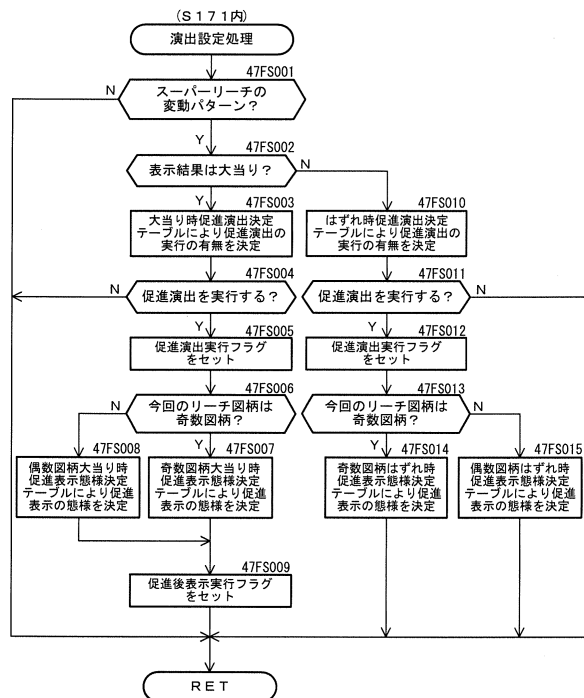 (S171内)
演出設定処理
47FS001
スーパーリーチの
変動パターン?
N
Y
47FS002
表示結果は大当り?
N
Y
47FS003
大当り時促進演出決定
テーブルにより促進演出の
実行の有無を決定
47FS010
はずれ時促進演出決定
テーブルにより促進演出の
実行の有無を決定
47FS004
促進演出を実行する?
N
Y
47FS011
促進演出を実行する?
N
Y
47FS005
促進演出実行フラグ
をセット
47FS012
促進演出実行フラグ
をセット
47FS006
今回のリーチ図柄は
奇数図柄?
N
Y
47FS013
今回のリーチ図柄は
奇数図柄?
N
Y
47FS008
偶数図柄大当り時
促進表示態様決定
テーブルにより促進
表示の態様を決定
47FS007
奇数図柄大当り時
促進表示態様決定
テーブルにより促進
表示の態様を決定
47FS014
奇数図柄はずれ時
促進表示態様決定
テーブルにより促進
表示の態様を決定
47FS015
偶数図柄はずれ時
促進表示態様決定
テーブルにより促進
表示の態様を決定
47FS009
促進後表示実行フラグ
をセット
RET